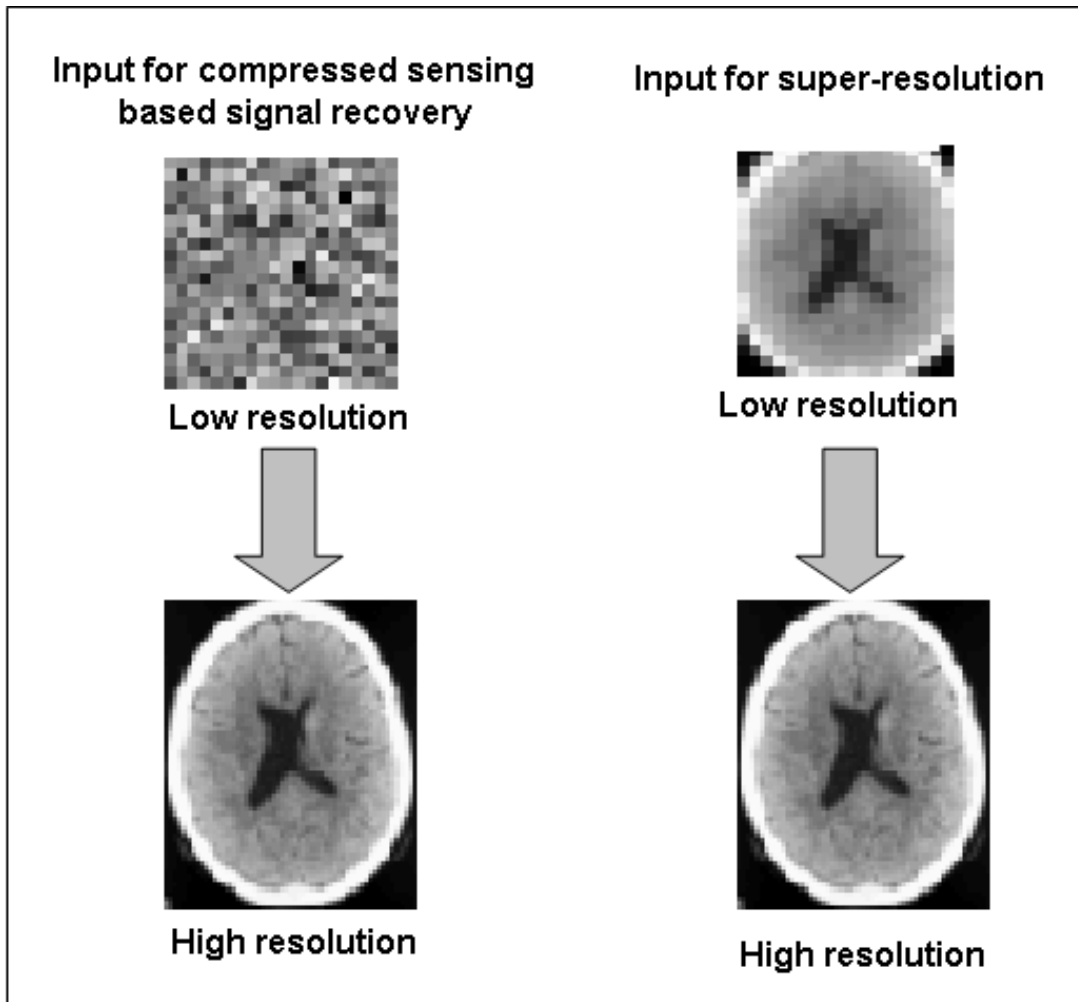 Input for compressed sensing
based signal recovery
Low resolution
High resolution
Input for super-resolution
Low resolution
High resolution